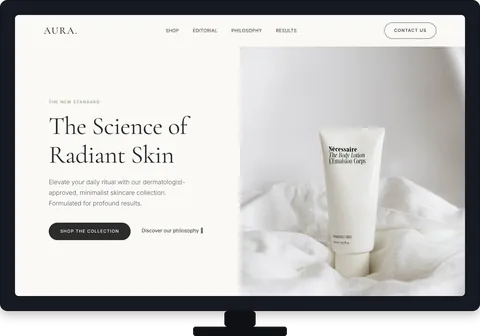 AURA.
SHOP EDITORIAL PHILOSOPHY RESULTS
CONTACT US
THE NEW STANDARD
The Science of
Radiant Skin
Elevate your daily ritual with our dermatologist-
approved, minimalist skincare collection.
Formulated for profound results.
SHOP THE COLLECTION
Discover our philosophy
Nécessaire
The Body Lotion
L'Emulsion Corps